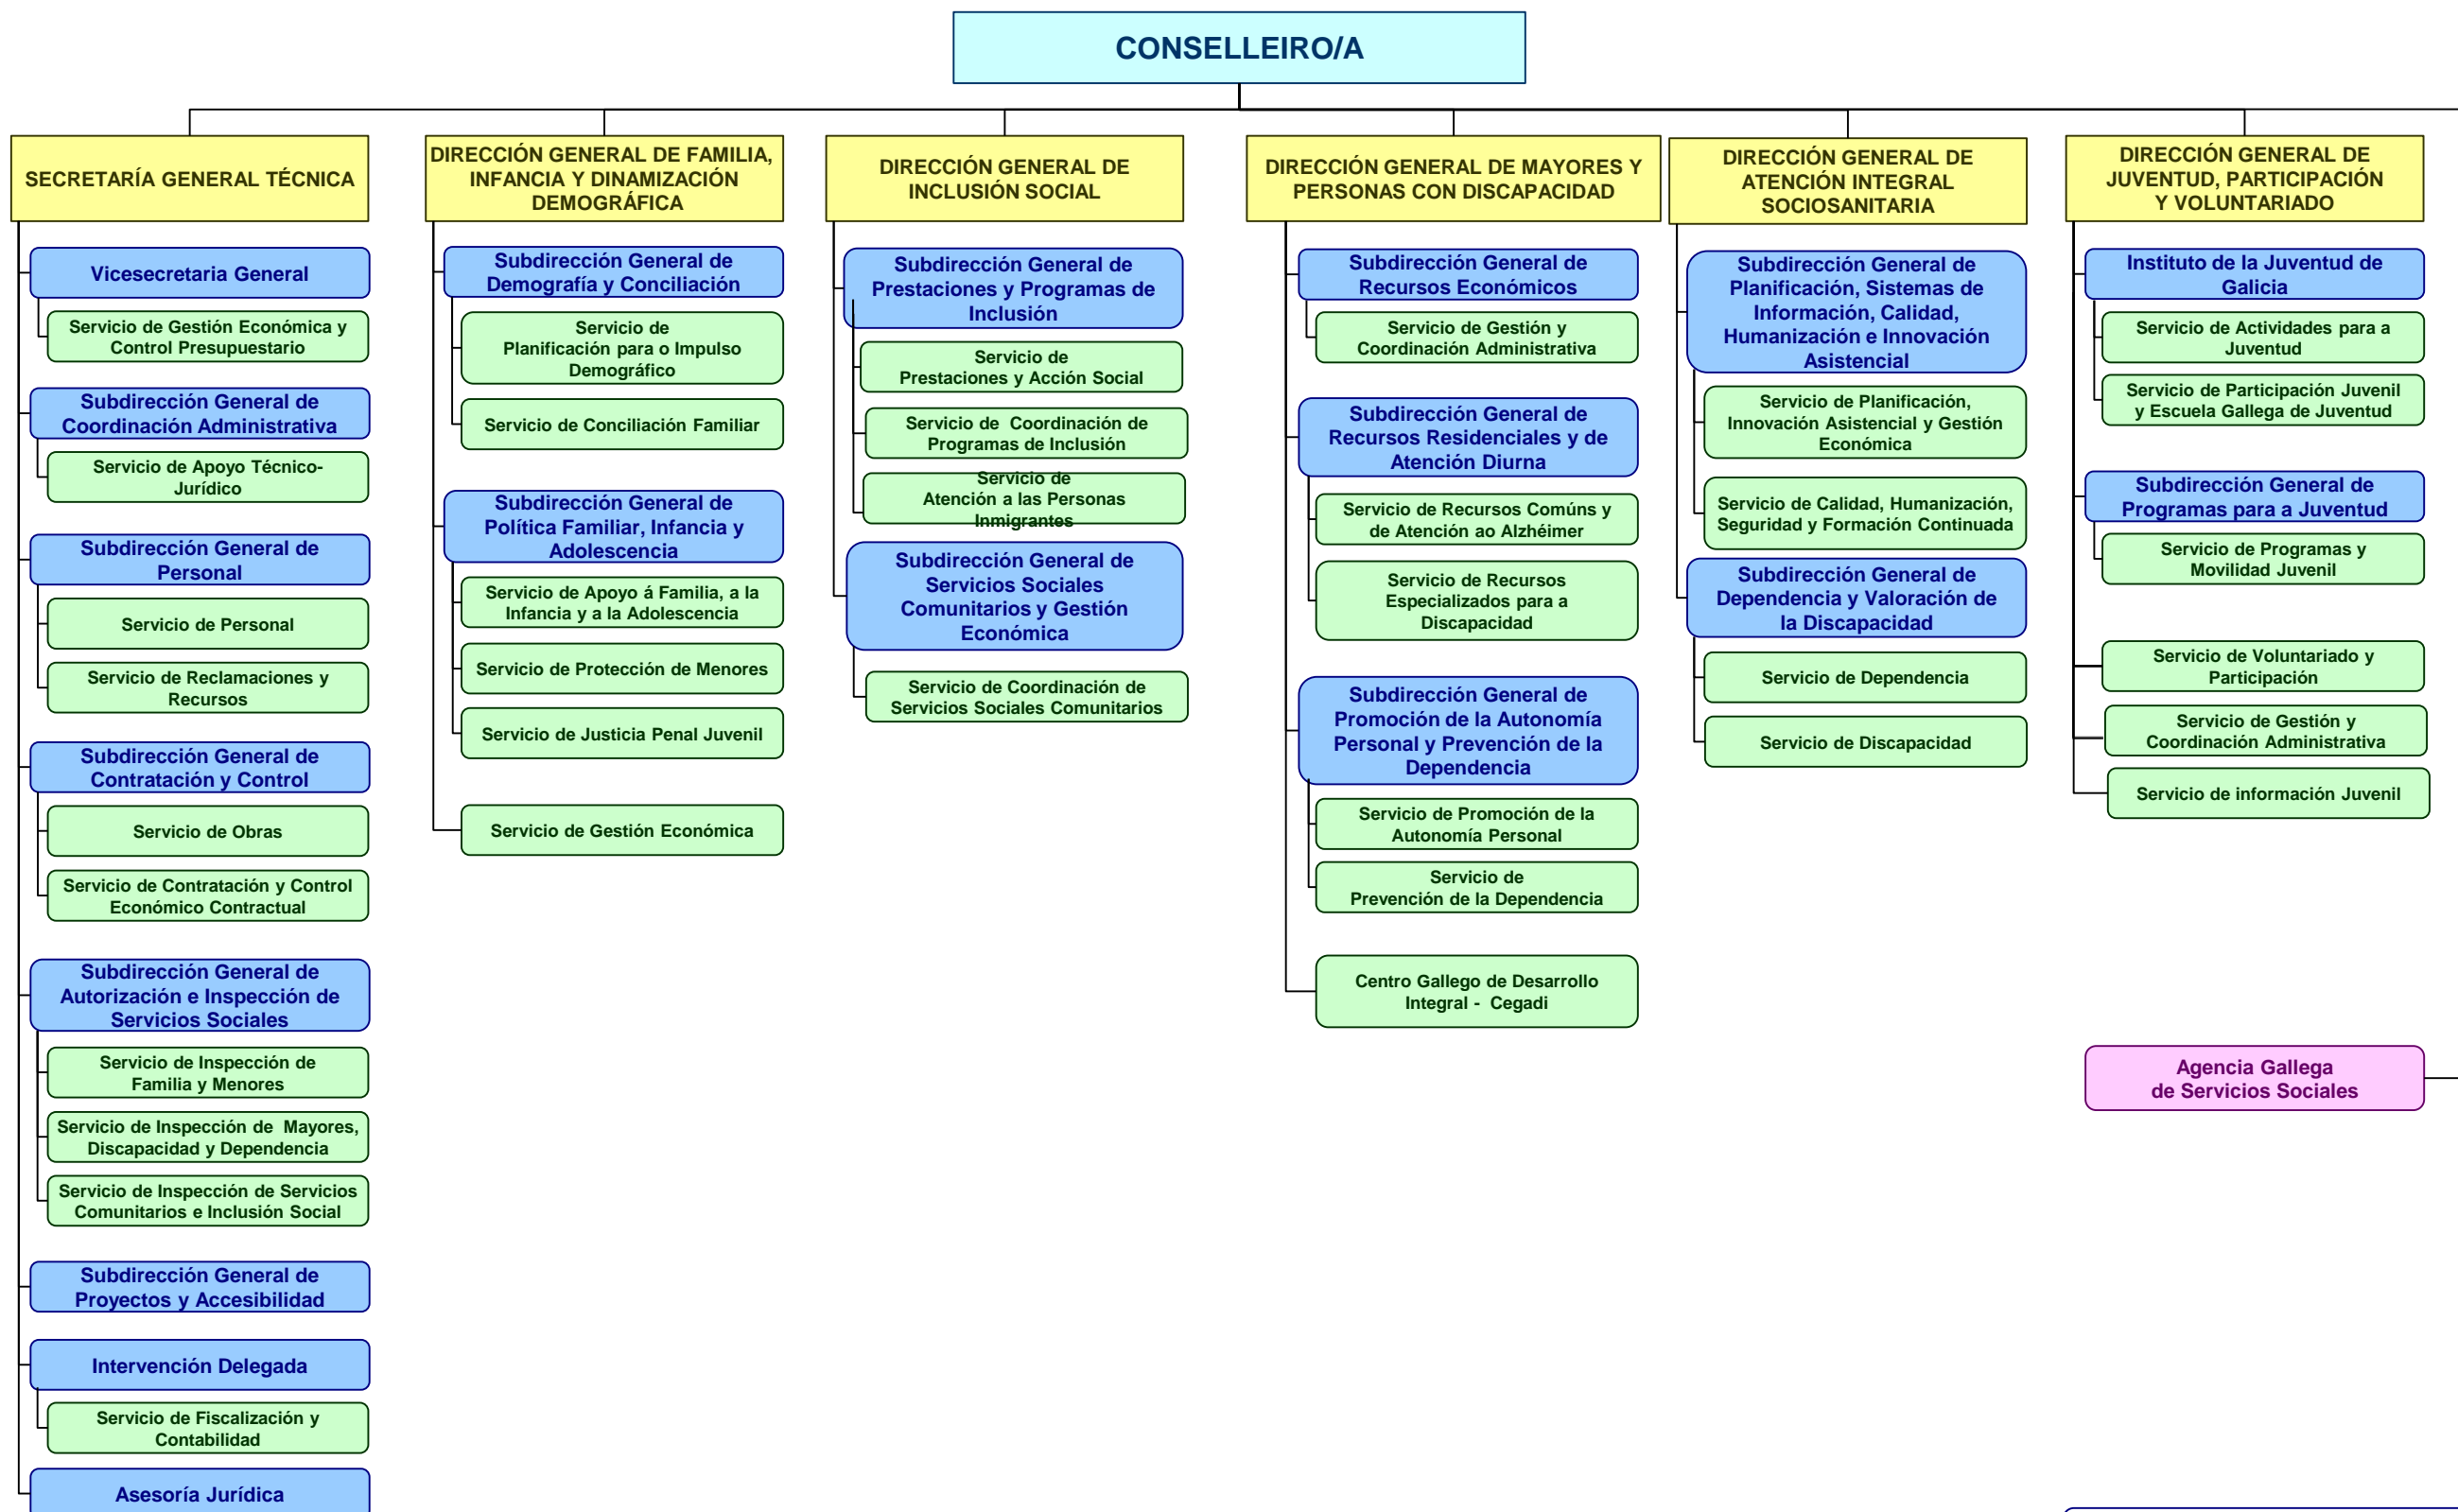 CONSELLEIRO/A
SECRETARÍA GENERAL TÉCNICA
Vicesecretaria General
Servicio de Gestión Económica y
Control Presupuestario
Subdirección General de
Coordinación Administrativa
Servicio de Apoyo Técnico-
Jurídico
Subdirección General de
Personal
Servicio de Personal
Servicio de Reclamaciones y
Recursos
Subdirección General de
Contratación y Control
Servicio de Obras
Servicio de Contratación y Control
Económico Contractual
Subdirección General de
Autorización e Inspección de
Servicios Sociales
Servicio de Inspección de
Familia y Menores
Servicio de Inspección de Mayores,
Discapacidad y Dependencia
Servicio de Inspección de Servicios
Comunitarios e Inclusión Social
Subdirección General de
Proyectos y Accesibilidad
Intervención Delegada
Servicio de Fiscalización y
Contabilidad
Asesoría Jurídica
DIRECCIÓN GENERAL DE FAMILIA,
INFANCIA Y DINAMIZACIÓN
DEMOGRÁFICA
Subdirección General de
Demografía y Conciliación
Servicio de
Planificación para o Impulso
Demográfico
Servicio de Conciliación Familiar
Subdirección General de
Política Familiar, Infancia y
Adolescencia
Servicio de Apoyo á Familia, a la
Infancia y a la Adolescencia
Servicio de Protección de Menores
Servicio de Justicia Penal Juvenil
Servicio de Gestión Económica
DIRECCIÓN GENERAL DE
INCLUSIÓN SOCIAL
Subdirección General de
Prestaciones y Programas de
Inclusión
Servicio de
Prestaciones y Acción Social
Servicio de Coordinación de
Programas de Inclusión
Servicio de
Atención a las Personas
Inmigrantes
Subdirección General de
Servicios Sociales
Comunitarios y Gestión
Económica
Servicio de Coordinación de
Servicios Sociales Comunitarios
DIRECCIÓN GENERAL DE MAYORES Y
PERSONAS CON DISCAPACIDAD
Subdirección General de
Recursos Económicos
Servicio de Gestión y
Coordinación Administrativa
Subdirección General de
Recursos Residenciales y de
Atención Diurna
Servicio de Recursos Comúns y
de Atención ao Alzhéimer
Servicio de Recursos
Especializados para a
Discapacidad
Subdirección General de
Promoción de la Autonomía
Personal y Prevención de la
Dependencia
Servicio de Promoción de la
Autonomía Personal
Servicio de
Prevención de la Dependencia
Centro Gallego de Desarrollo
Integral - Cegadi
DIRECCIÓN GENERAL DE
ATENCIÓN INTEGRAL
SOCIOSANITARIA
Subdirección General de
Planificación, Sistemas de
Información, Calidad,
Humanización e Innovación
Asistencial
Servicio de Planificación,
Innovación Asistencial y Gestión
Económica
Servicio de Calidad, Humanización,
Seguridad y Formación Continuada
Subdirección General de
Dependencia y Valoración de
la Discapacidad
Servicio de Dependencia
Servicio de Discapacidad
DIRECCIÓN GENERAL DE
JUVENTUD, PARTICIPACIÓN
Y VOLUNTARIADO
Instituto de la Juventud de
Galicia
Servicio de Actividades para a
Juventud
Servicio de Participación Juvenil
y Escuela Gallega de Juventud
Subdirección General de
Programas para a Juventud
Servicio de Programas y
Movilidad Juvenil
Servicio de Voluntariado y
Participación
Servicio de Gestión y
Coordinación Administrativa
Servicio de información Juvenil
Agencia Gallega
de Servicios Sociales